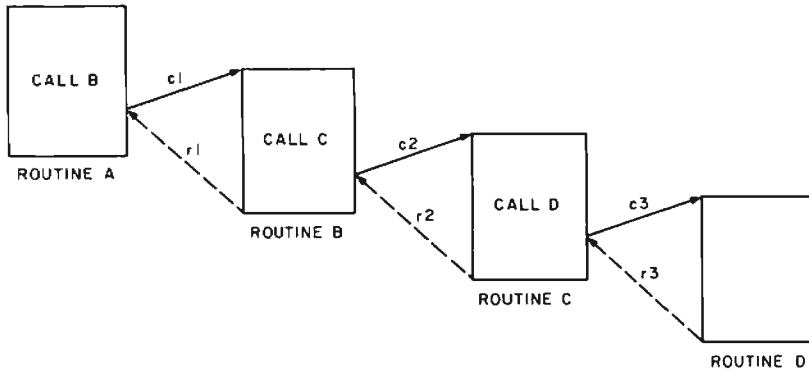 CALL B
c1
r1
ROUTINE A
CALL C
c2
r2
ROUTINE B
CALL D
c3
r3
ROUTINE C
ROUTINE D